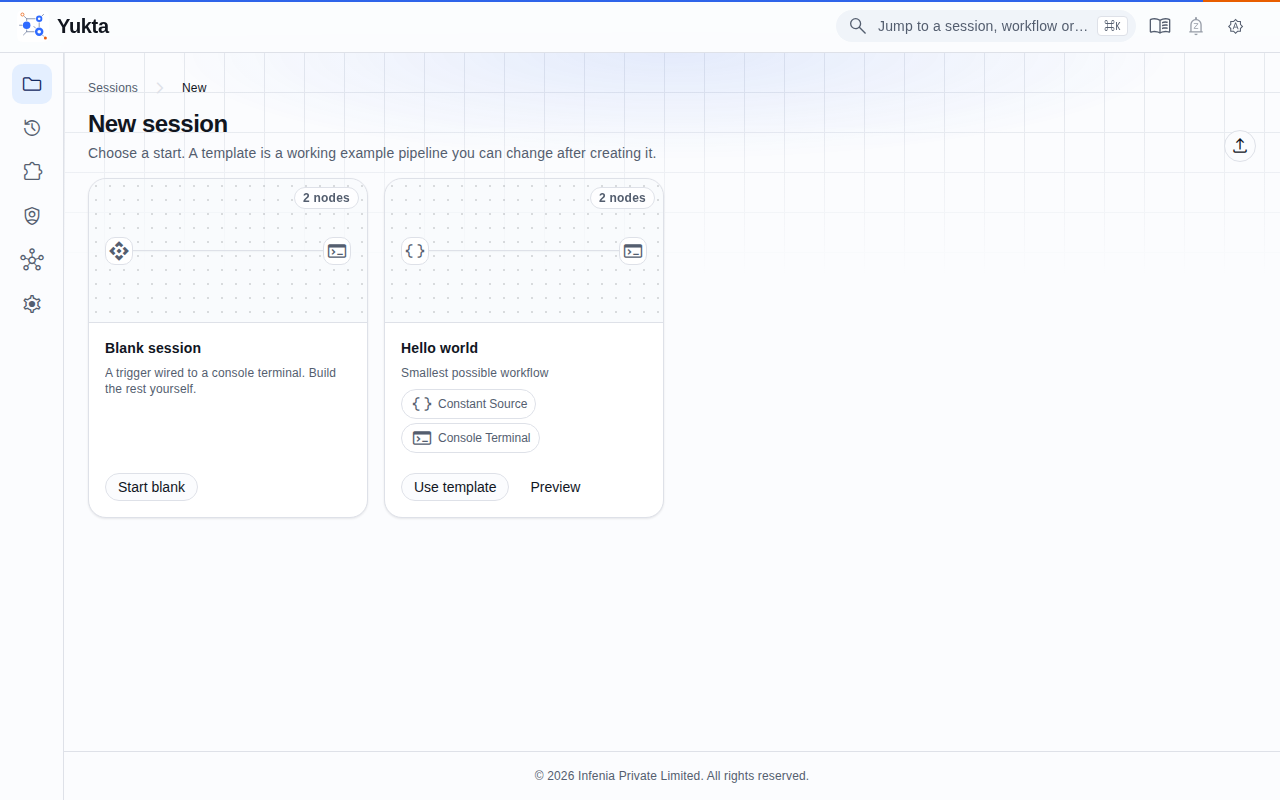 Yukta
Jump to a session, workflow or…
⌘K
Sessions
New
New session
Choose a start. A template is a working example pipeline you can change after creating it.
2 nodes
2 nodes
Blank session
A trigger wired to a console terminal. Build
the rest yourself.
Start blank
Hello world
Smallest possible workflow
Constant Source
Console Terminal
Use template
Preview
© 2026 Infenia Private Limited. All rights reserved.